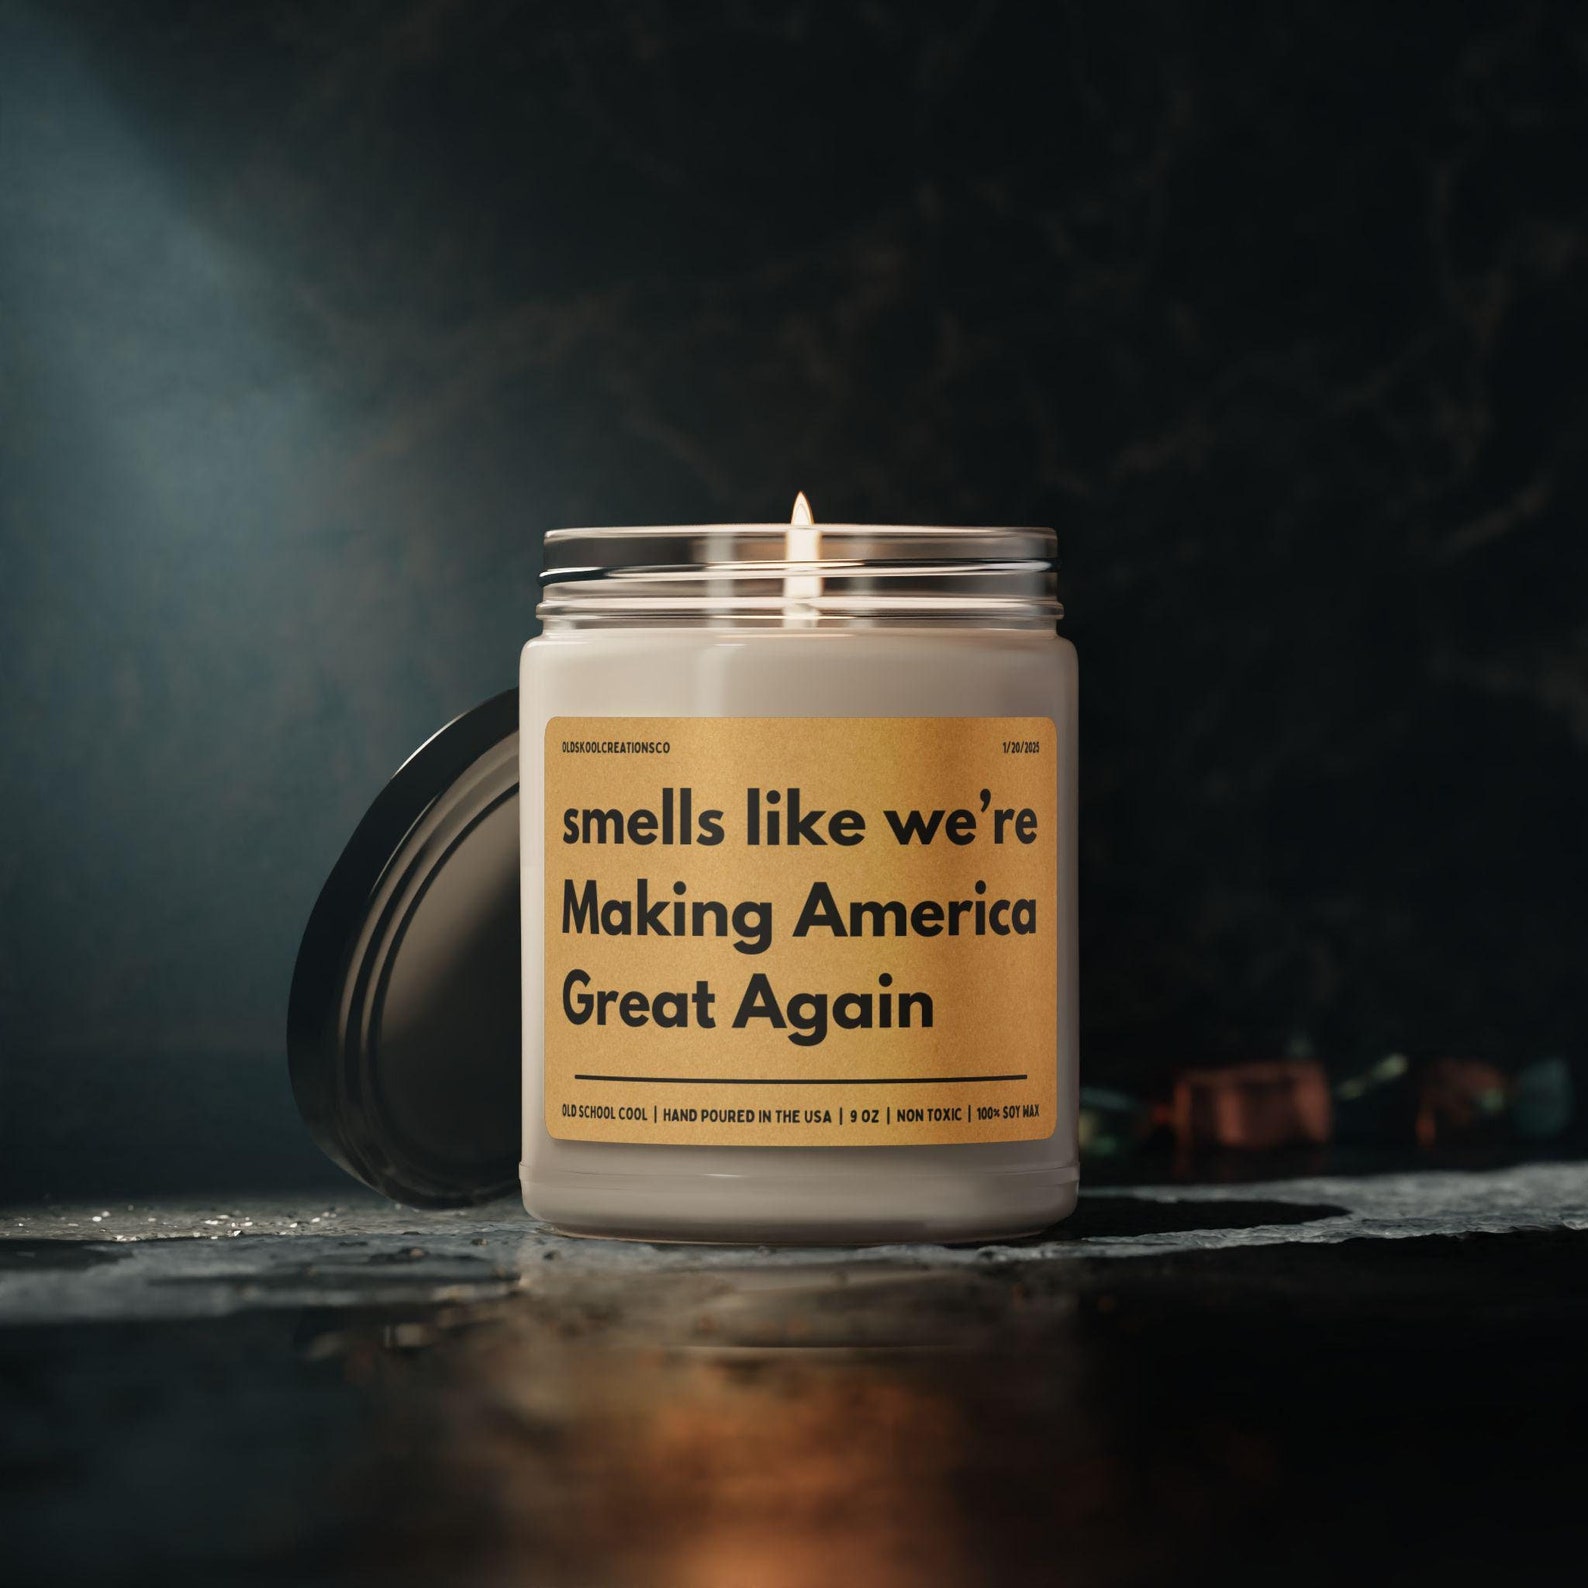 OLDSKOOLCREATIONSCO 1/20/2025
smells like we're
Making America
Great Again
OLD SCHOOL COOL | HAND POURED IN THE USA | 9 OZ | NON TOXIC | 100% SOY WAX